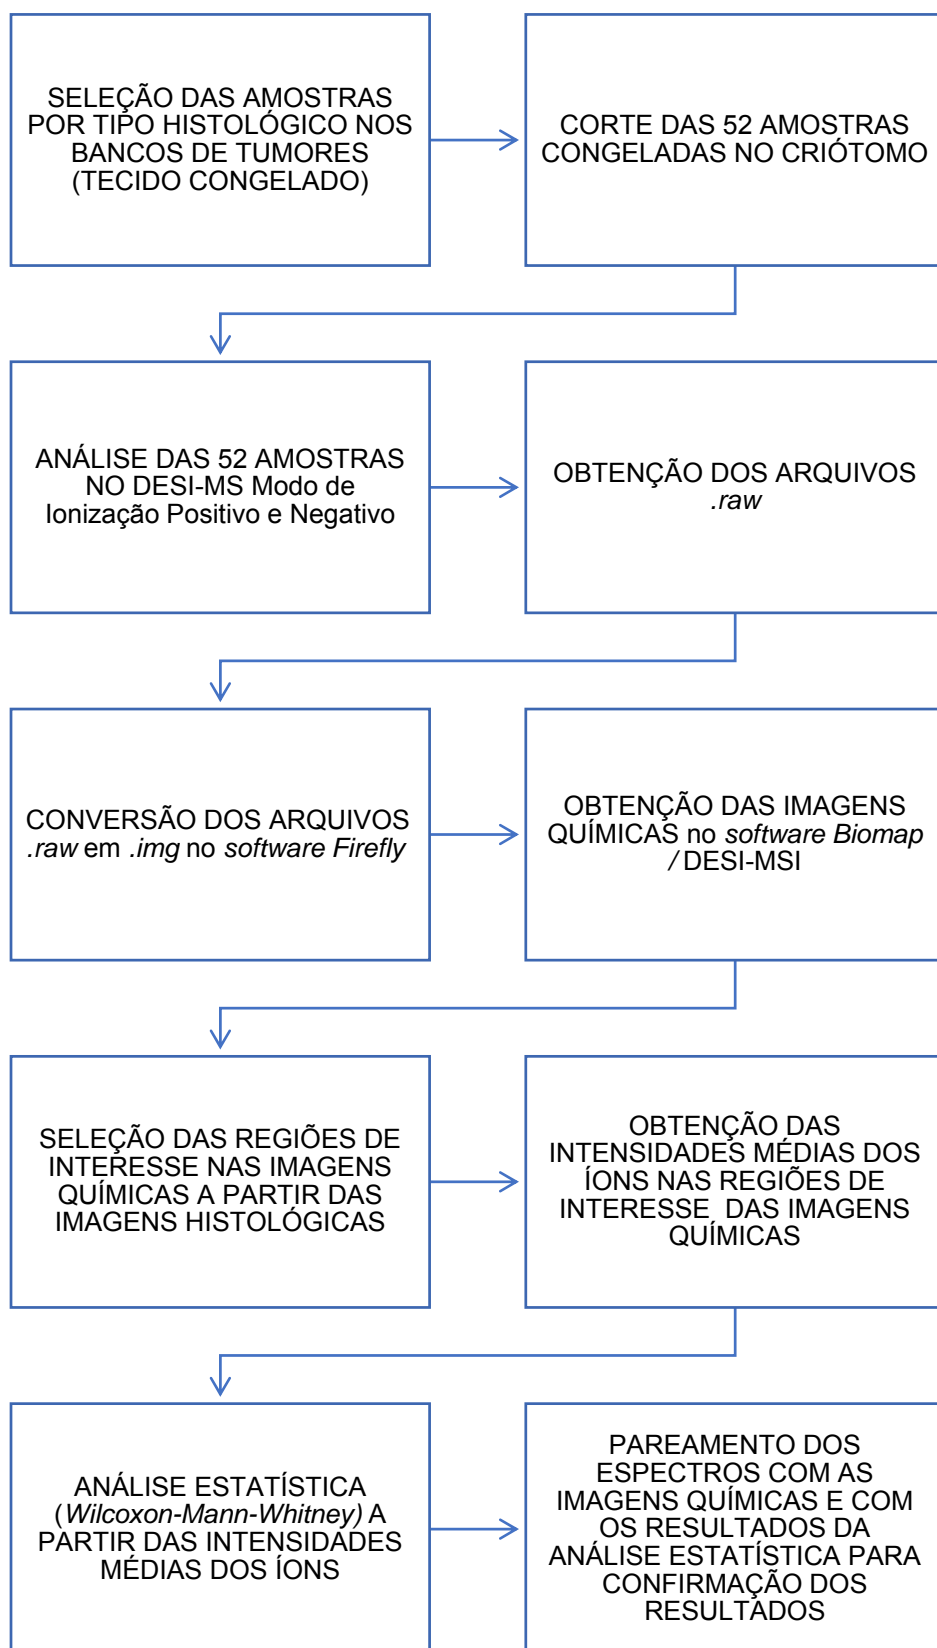 SELEÇÃO DAS AMOSTRAS
POR TIPO HISTOLÓGICO NOS
BANCOS DE TUMORES
(TECIDO CONGELADO)
CORTE DAS 52 AMOSTRAS
CONGELADAS NO CRIÓTOMO
ANÁLISE DAS 52 AMOSTRAS
NO DESI-MS Modo de
Ionização Positivo e Negativo
OBTENÇÃO DOS ARQUIVOS
.raw
CONVERSÃO DOS ARQUIVOS
.raw em .img no software Firefly
OBTENÇÃO DAS IMAGENS
QUÍMICAS no software Biomap
/ DESI-MSI
SELEÇÃO DAS REGIÕES DE
INTERESSE NAS IMAGENS
QUÍMICAS A PARTIR DAS
IMAGENS HISTOLÓGICAS
OBTENÇÃO DAS
INTENSIDADES MÉDIAS DOS
ÍONS NAS REGIÕES DE
INTERESSE DAS IMAGENS
QUÍMICAS
ANÁLISE ESTATÍSTICA
(Wilcoxon-Mann-Whitney) A
PARTIR DAS INTENSIDADES
MÉDIAS DOS ÍONS
PAREAMENTO DOS
ESPECTROS COM AS
IMAGENS QUÍMICAS E COM
OS RESULTADOS DA
ANÁLISE ESTATÍSTICA PARA
CONFIRMAÇÃO DOS
RESULTADOS